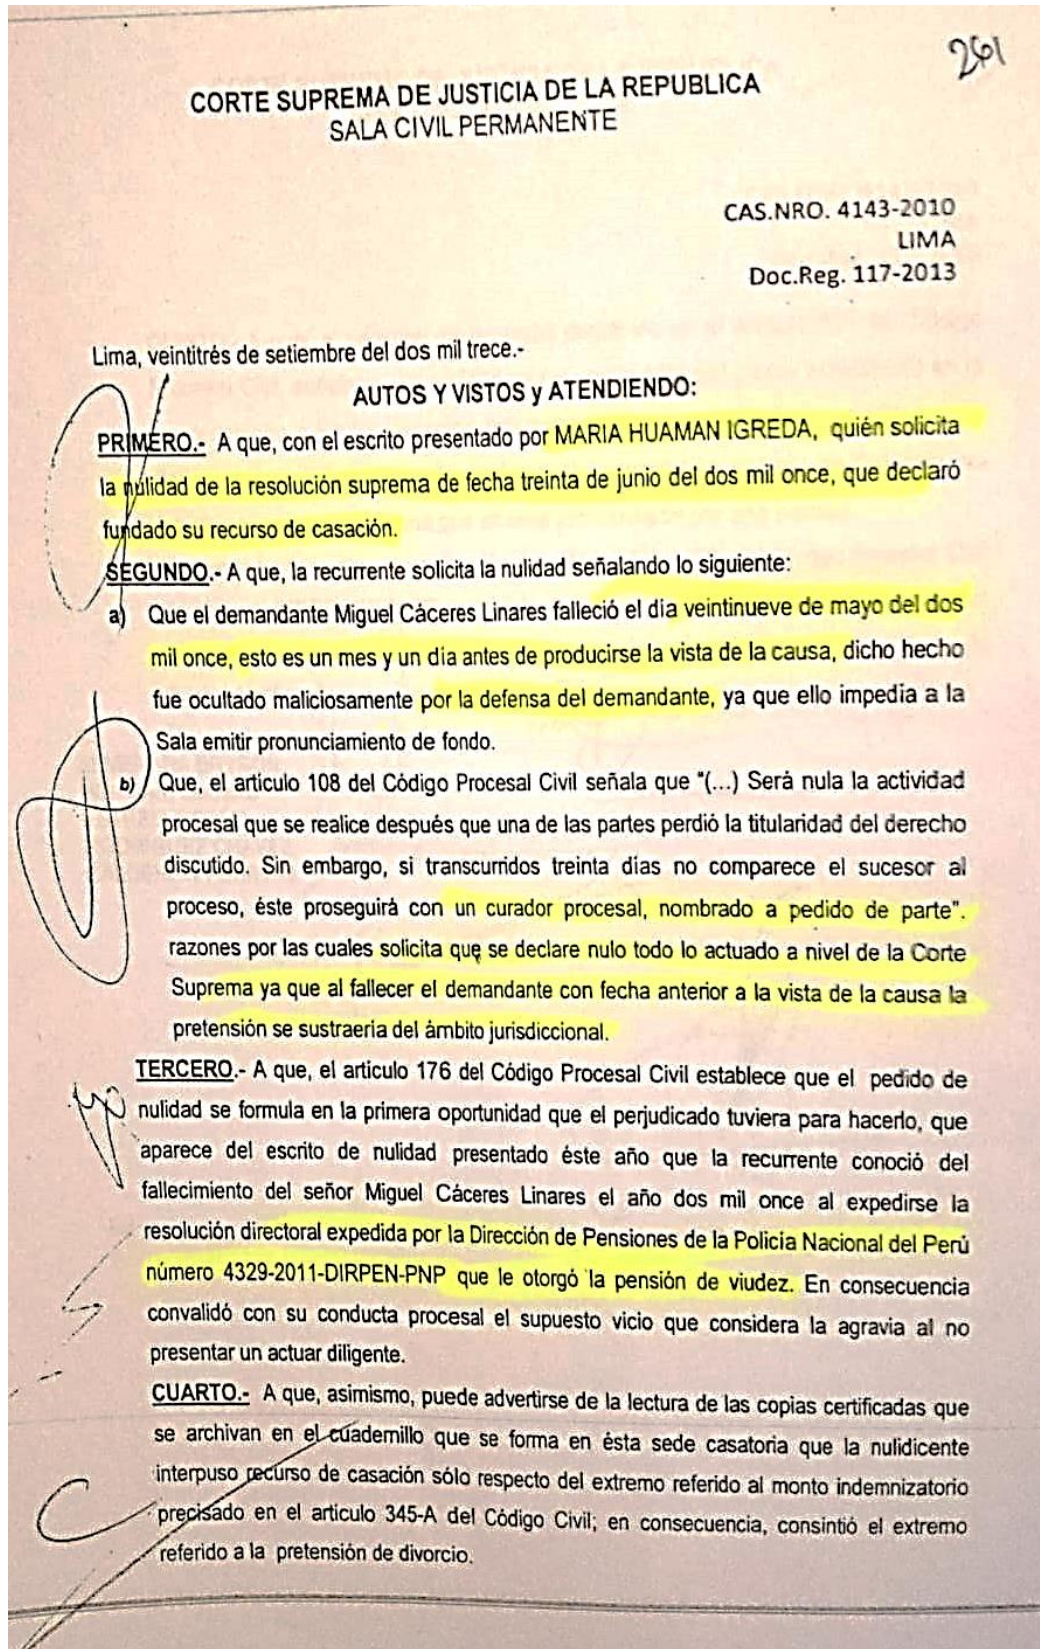 261
CORTE SUPREMA DE JUSTICIA DE LA REPUBLICA
SALA CIVIL PERMANENTE
CAS.NRO. 4143-2010
LIMA
Doc.Reg. 117-2013
Lima, veintitrés de setiembre del dos mil trece.-
AUTOS Y VISTOS y ATENDIENDO:
PRIMERO.- A que, con el escrito presentado por MARIA HUAMAN IGREDA, quién solicita
la nulidad de la resolución suprema de fecha treinta de junio del dos mil once, que declaró
fundado su recurso de casación.
SEGUNDO.- A que, la recurrente solicita la nulidad señalando lo siguiente:
a) Que el demandante Miguel Cáceres Linares falleció el día veintinueve de mayo del dos
mil once, esto es un mes y un día antes de producirse la vista de la causa, dicho hecho
fue ocultado maliciosamente por la defensa del demandante, ya que ello impedia a la
Sala emitir pronunciamiento de fondo.
b) Que, el articulo 108 del Código Procesal Civil señala que "(...) Será nula la actividad
procesal que se realice después que una de las partes perdió la titularidad del derecho
discutido. Sin embargo, si transcurridos treinta días no comparece el sucesor al
proceso, éste proseguirá con un curador procesal, nombrado a pedido de parte".
razones por las cuales solicita que se declare nulo todo lo actuado a nivel de la Corte
Suprema ya que al fallecer el demandante con fecha anterior a la vista de la causa la
pretensión se sustraeria del ámbito jurisdiccional.
TERCERO.- A que, el articulo 176 del Código Procesal Civil establece que el pedido de
nulidad se formula en la primera oportunidad que el perjudicado tuviera para hacerlo, que
aparece del escrito de nulidad presentado éste año que la recurrente conoció del
fallecimiento del señor Miguel Cáceres Linares el año dos mil once al expedirse la
resolución directoral expedida por la Dirección de Pensiones de la Policia Nacional del Perú
número 4329-2011-DIRPEN-PNP que le otorgó la pensión de viudez. En consecuencia
convalidó con su conducta procesal el supuesto vicio que considera la agravia al no
presentar un actuar diligente.
CUARTO.- A que, asimismo, puede advertirse de la lectura de las copias certificadas que
se archivan en el cuadernillo que se forma en ésta sede casatoria que la nulidicente
interpuso recurso de casación sólo respecto del extremo referido al monto indemnizatorio
precisado en el articulo 345-A del Código Civil; en consecuencia, consintió el extremo
referido a la pretensión de divorcio.